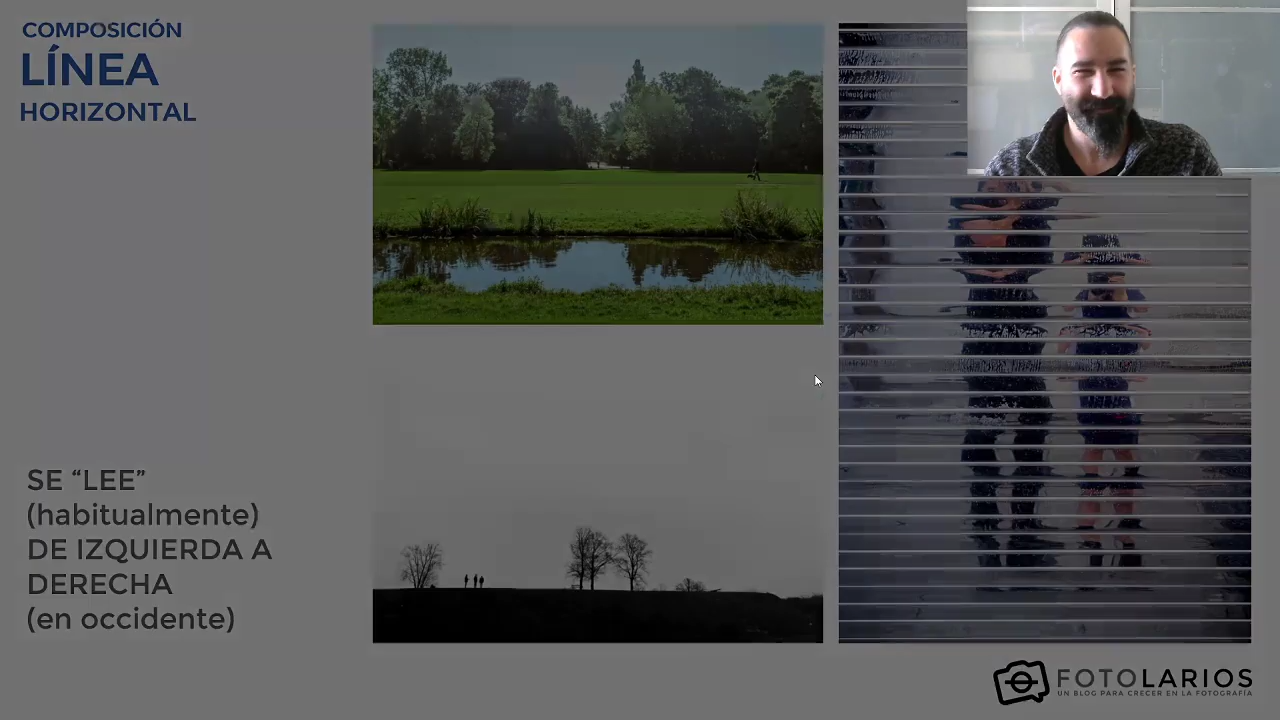 COMPOSICIÓN
LÍNEA
HORIZONTAL
SE “LEE”
(habitualmente)
DE IZQUIERDA A
DERECHA
(en occidente)
FOTOLARIOS
UN BLOG PARA CRECER EN LA FOTOGRAFÍA